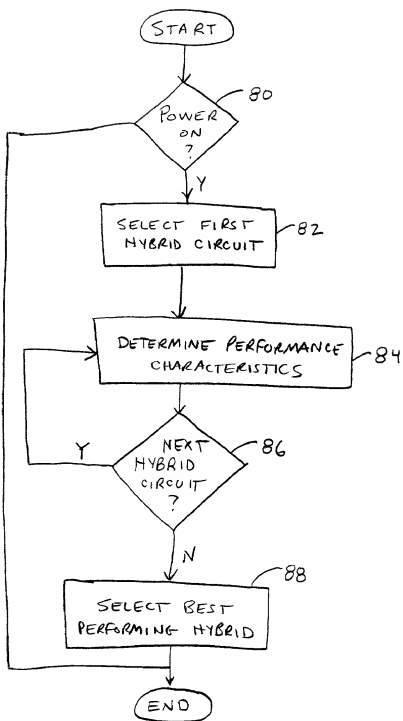 START
POWER
ON
?
80
Y
SELECT FIRST
HYBRID CIRCUIT
82
DETERMINE PERFORMANCE
CHARACTERISTICS
84
Y
NEXT
HYBRID
CIRCUIT
?
86
N
88
SELECT BEST
PERFORMING HYBRID
END